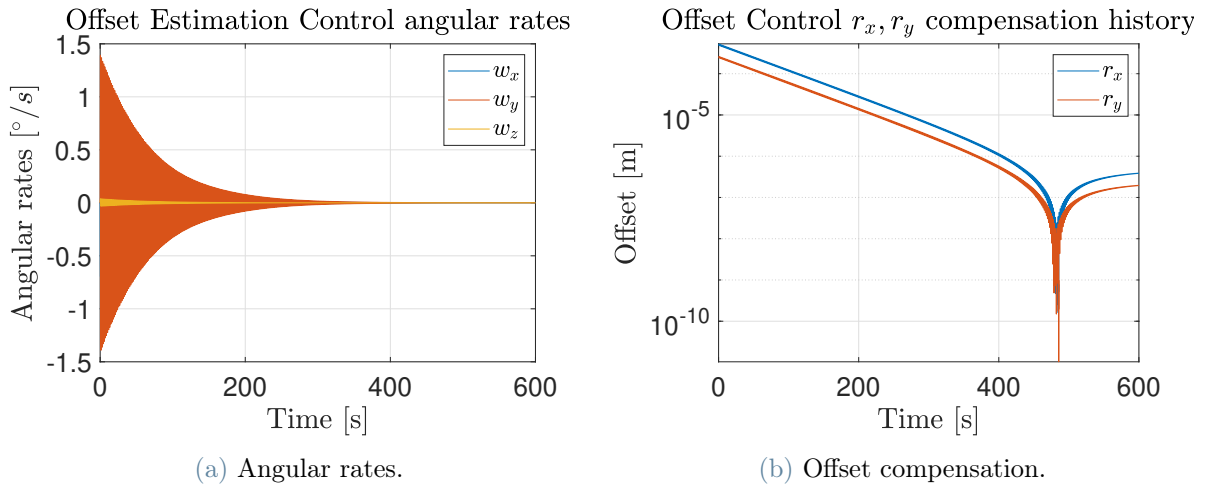 Offset Estimation Control angular rates
1.5
1
0.5
0
-0.5
-1
-1.5
Angular rates [°/s]
w_x
w_y
w_z
0 200 400 600
Time [s]
(a) Angular rates.
Offset Control r_x, r_y compensation history
10^-5
10^-10
Offset [m]
r_x
r_y
0 200 400 600
Time [s]
(b) Offset compensation.